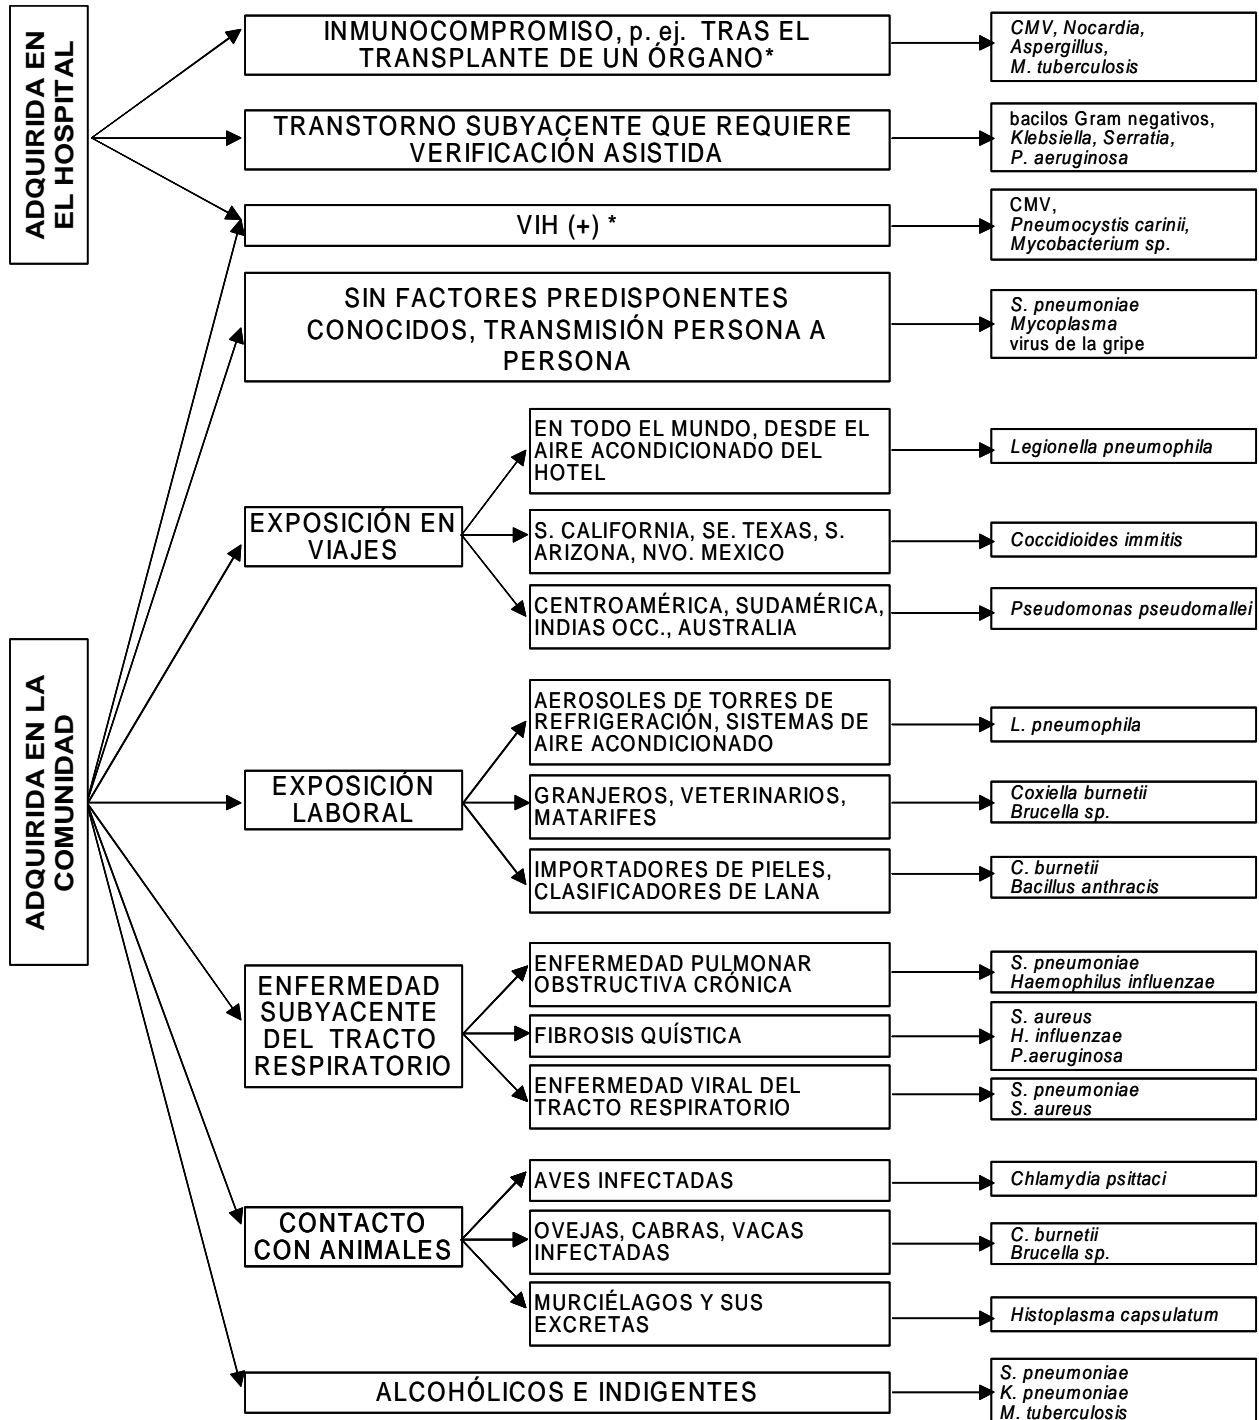 ADQUIRIDA EN
EL HOSPITAL
INMUNOCOMPROMISO, p. ej. TRAS EL
TRANSPLANTE DE UN ÓRGANO*
CMV, Nocardia,
Aspergillus,
M. tuberculosis
TRANSTORNO SUBYACENTE QUE REQUIERE
VERIFICACIÓN ASISTIDA
bacilos Gram negativos,
Klebsiella, Serratia,
P. aeruginosa
VIH (+) *
CMV,
Pneumocystis carinii,
Mycobacterium sp.
SIN FACTORES PREDISPONENTES
CONOCIDOS, TRANSMISIÓN PERSONA A
PERSONA
S. pneumoniae
Mycoplasma
virus de la gripe
ADQUIRIDA EN LA
COMUNIDAD
EXPOSICIÓN EN
VIAJES
EN TODO EL MUNDO, DESDE EL
AIRE ACONDICIONADO DEL
HOTEL
Legionella pneumophila
S. CALIFORNIA, SE. TEXAS, S.
ARIZONA, NVO. MEXICO
Coccidioides immitis
CENTROAMÉRICA, SUDAMÉRICA,
INDIAS OCC., AUSTRALIA
Pseudomonas pseudomallei
EXPOSICIÓN
LABORAL
AEROSOLES DE TORRES DE
REFRIGERACIÓN, SISTEMAS DE
AIRE ACONDICIONADO
L. pneumophila
GRANJEROS, VETERINARIOS,
MATARIFES
Coxiella burnetii
Brucella sp.
IMPORTADORES DE PIELES,
CLASIFICADORES DE LANA
C. burnetii
Bacillus anthracis
ENFERMEDAD
SUBYACENTE
DEL TRACTO
RESPIRATORIO
ENFERMEDAD PULMONAR
OBSTRUCTIVA CRÓNICA
S. pneumoniae
Haemophilus influenzae
FIBROSIS QUÍSTICA
S. aureus
H. influenzae
P.aeruginosa
ENFERMEDAD VIRAL DEL
TRACTO RESPIRATORIO
S. pneumoniae
S. aureus
CONTACTO
CON ANIMALES
AVES INFECTADAS
Chlamydia psittaci
OVEJAS, CABRAS, VACAS
INFECTADAS
C. burnetii
Brucella sp.
MURCIÉLAGOS Y SUS
EXCRETAS
Histoplasma capsulatum
ALCOHÓLICOS E INDIGENTES
S. pneumoniae
K. pneumoniae
M. tuberculosis